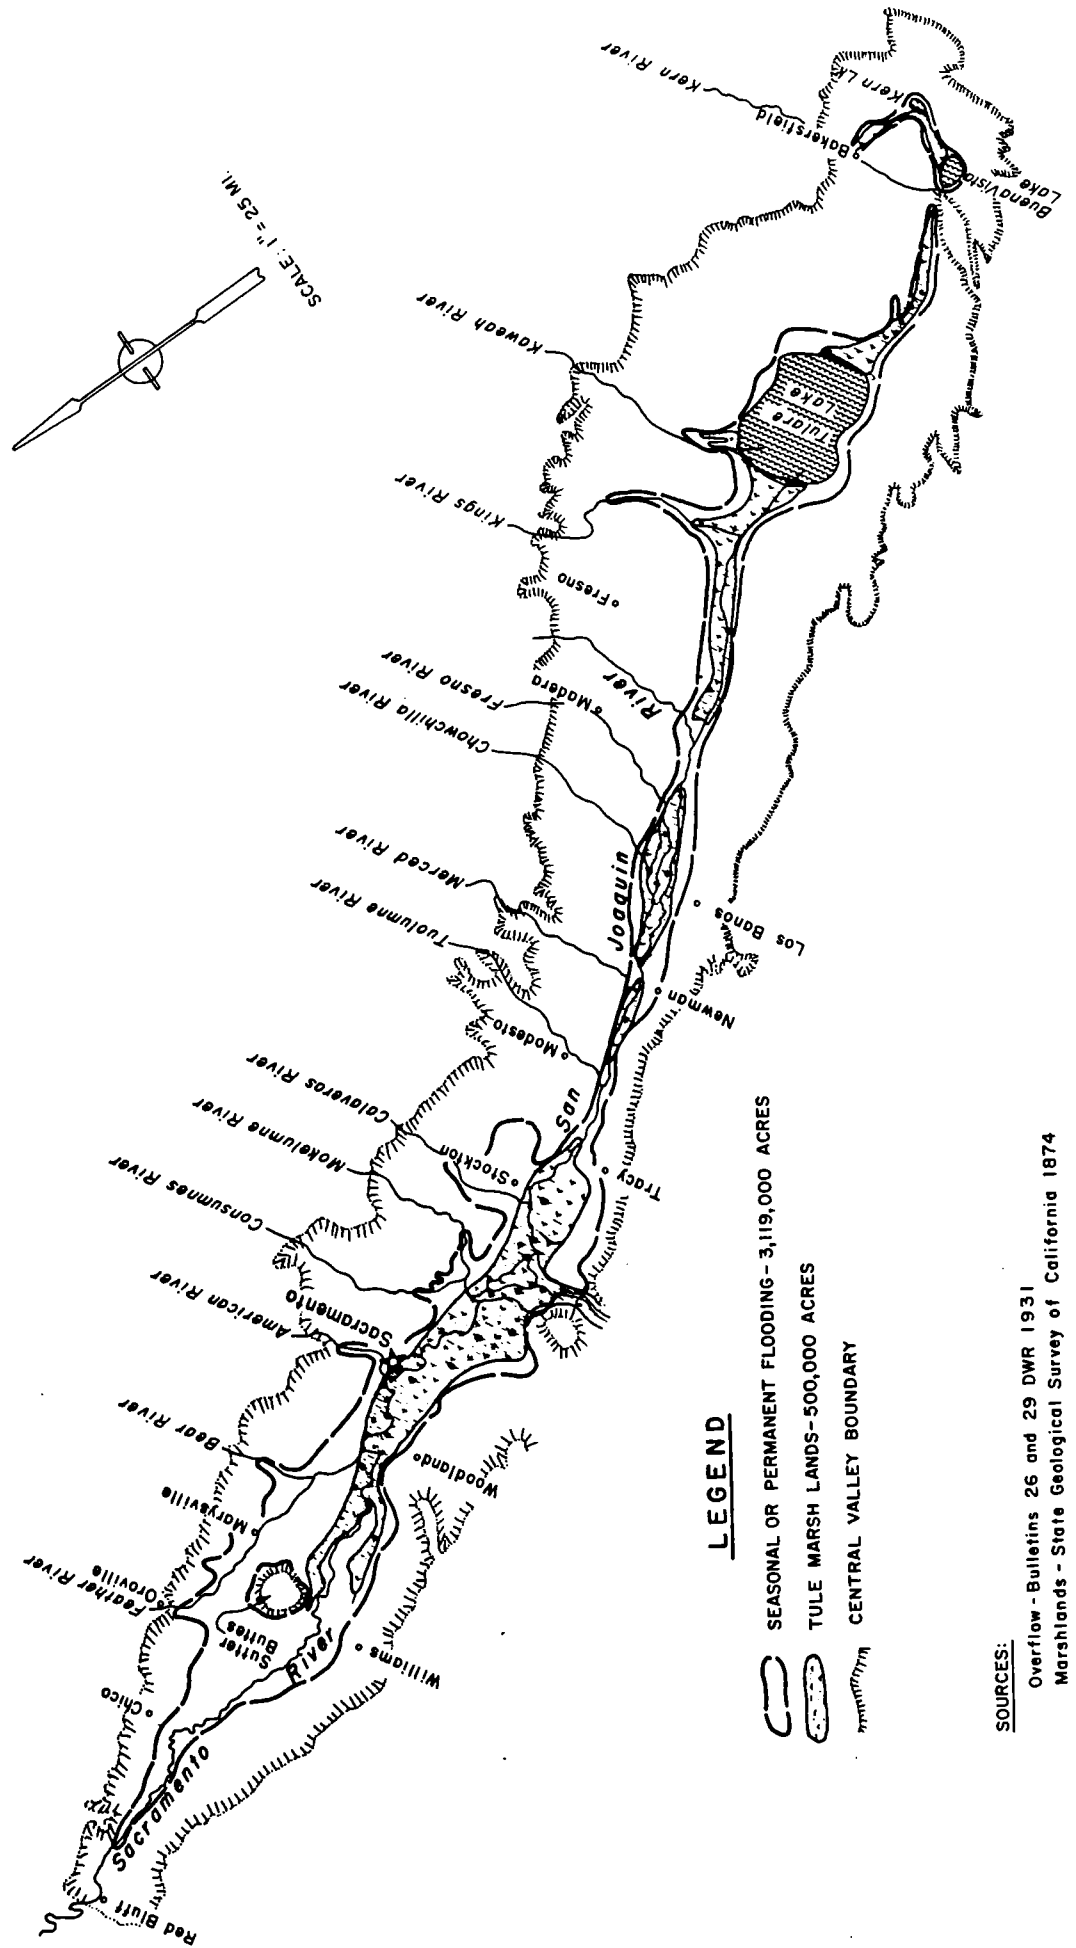 Kern River
Kern LK.
Bakersfield
Buena Vista
Lake
SCALE: 1" = 25 MI.
Kaweah River
Tulare
Lake
Kings River
Fresno
Fresno River
Madera
River
Chowchilla River
Merced River
Joaquin
Los Banos
Tuolumne River
Newman
Modesto
San
Calaveras River
Stockton
Tracy
Mokelumne River
Consumnes River
American River
Sacramento
Bear River
Woodland
Marysville
Feather River
Oroville
Sutter
Buttes
River
Williams
Chico
Sacramento
Red Bluff
LEGEND
SEASONAL OR PERMANENT FLOODING-3,119,000 ACRES
TULE MARSH LANDS-500,000 ACRES
CENTRAL VALLEY BOUNDARY
SOURCES:
Overflow-Bulletins 26 and 29 DWR 1931
Marshlands-State Geological Survey of California 1874